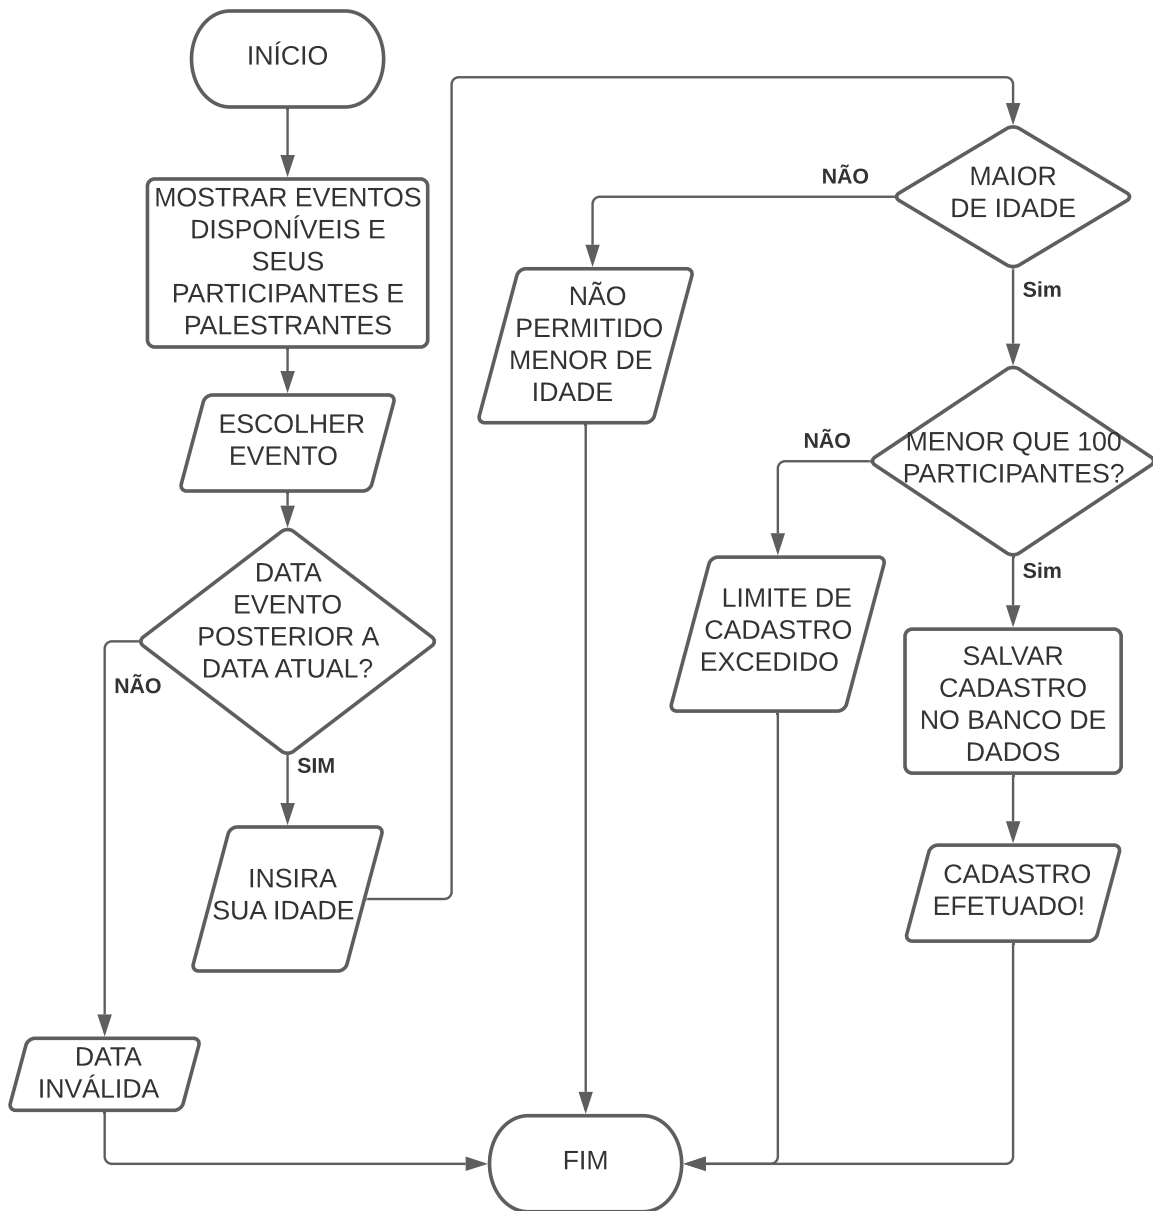 INÍCIO
MOSTRAR EVENTOS
DISPONÍVEIS E
SEUS
PARTICIPANTES E
PALESTRANTES
ESCOLHER
EVENTO
DATA
EVENTO
POSTERIOR A
DATA ATUAL?
NÃO
SIM
INSIRA
SUA IDADE
DATA
INVÁLIDA
MAIOR
DE IDADE
NÃO
Sim
NÃO
PERMITIDO
MENOR DE
IDADE
MENOR QUE 100
PARTICIPANTES?
NÃO
Sim
LIMITE DE
CADASTRO
EXCEDIDO
SALVAR
CADASTRO
NO BANCO DE
DADOS
CADASTRO
EFETUADO!
FIM